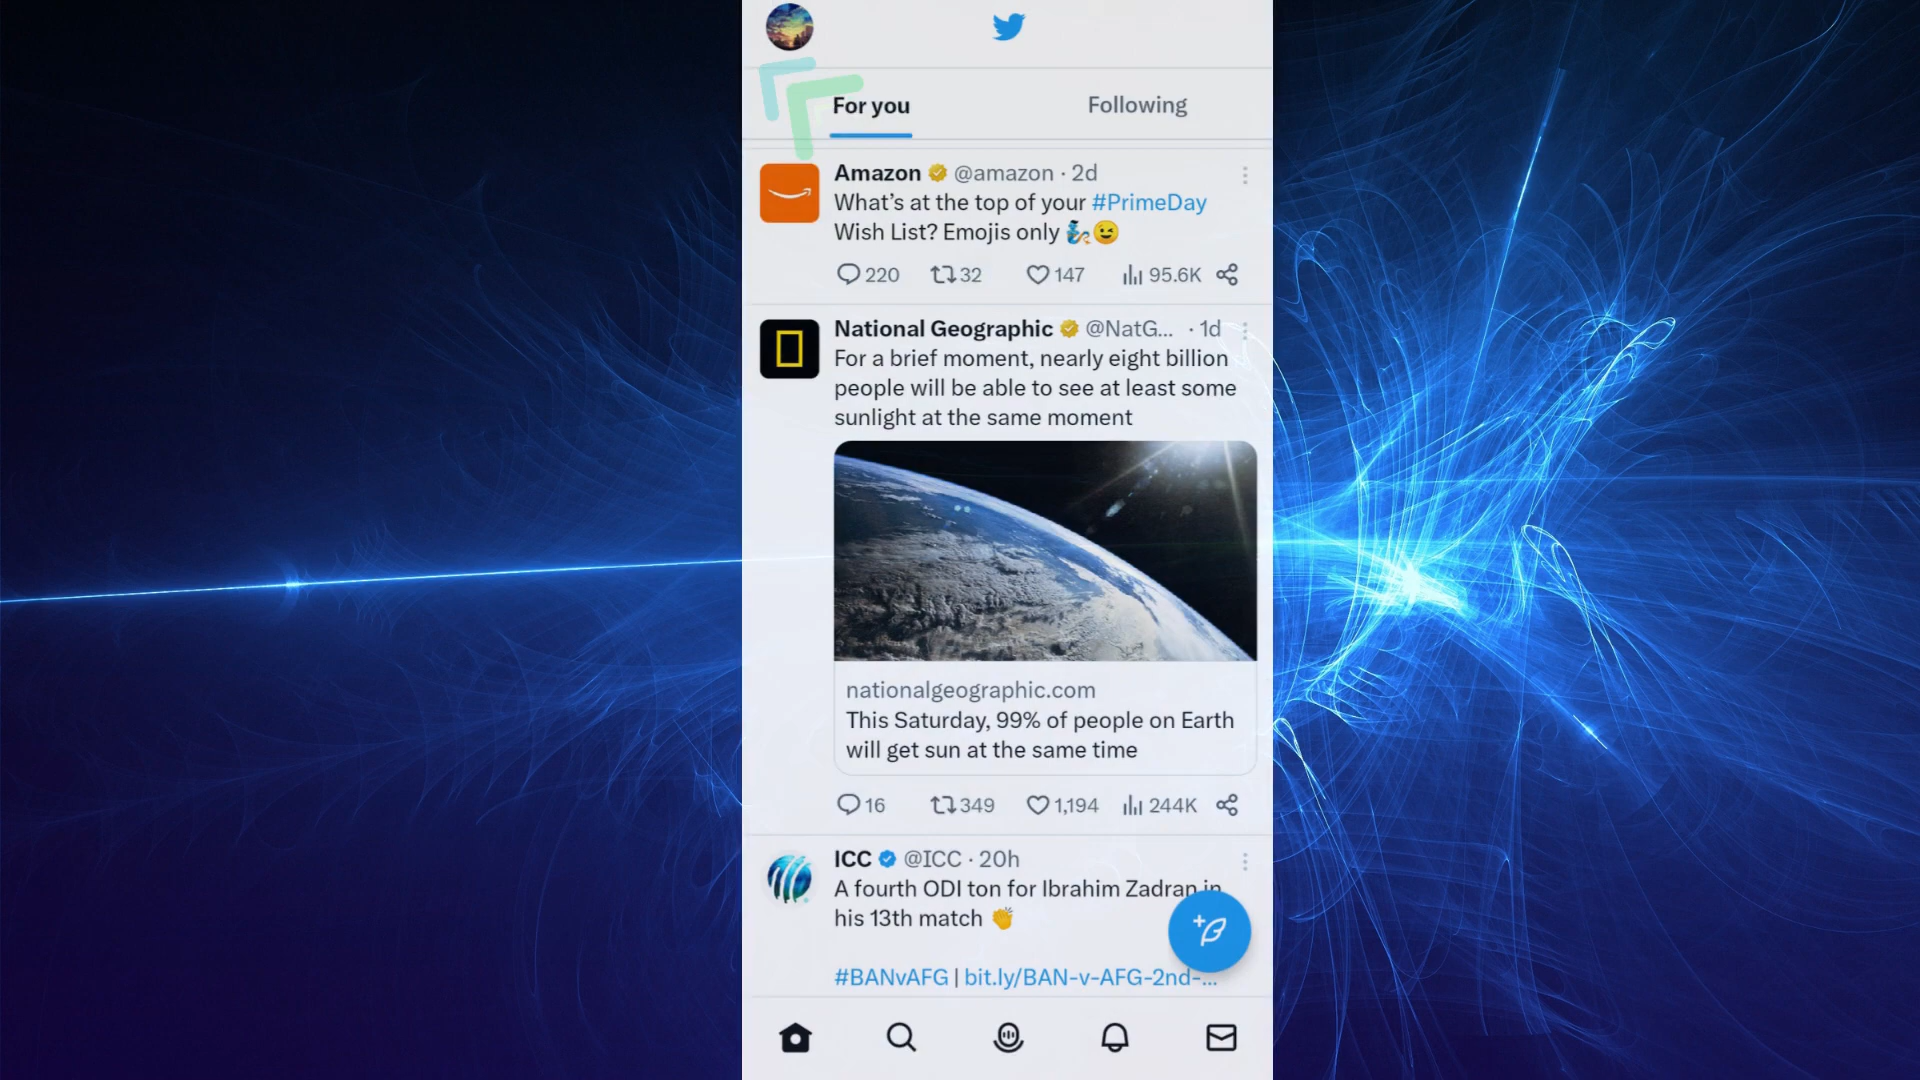 For you
Following
Amazon @amazon · 2d
What's at the top of your #PrimeDay
Wish List? Emojis only 🧞‍♂️😉
220 32 147 95.6K
National Geographic @NatG... · 1d
For a brief moment, nearly eight billion
people will be able to see at least some
sunlight at the same moment
nationalgeographic.com
This Saturday, 99% of people on Earth
will get sun at the same time
16 349 1,194 244K
ICC @ICC · 20h
A fourth ODI ton for Ibrahim Zadran in
his 13th match 👏
#BANvAFG | bit.ly/BAN-v-AFG-2nd-...